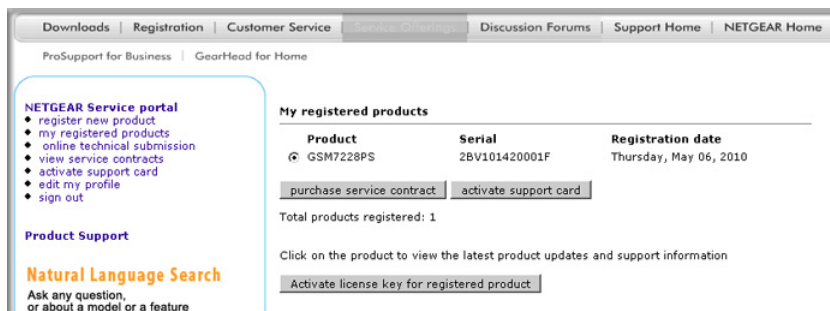 Downloads | Registration | Customer Service | Service Offerings | Discussion Forums | Support Home | NETGEAR Home
ProSupport for Business | GearHead for Home
NETGEAR Service portal
register new product
my registered products
online technical submission
view service contracts
activate support card
edit my profile
sign out
Product Support
Natural Language Search
Ask any question,
or about a model or a feature
My registered products
Product Serial Registration date
GSM7228PS 2BV101420001F Thursday, May 06, 2010
purchase service contract activate support card
Total products registered: 1
Click on the product to view the latest product updates and support information
Activate license key for registered product